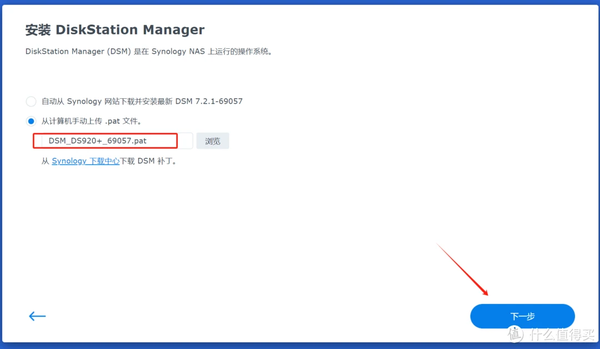 安装 DiskStation Manager
DiskStation Manager (DSM) 是在 Synology NAS 上运行的操作系统。
自动从 Synology 网站下载并安装最新 DSM 7.2.1-69057
从计算机手动上传 .pat 文件。
DSM_DS920+_69057.pat
浏览
从 Synology 下载中心下载 DSM 补丁。
下一步
值 什么值得买